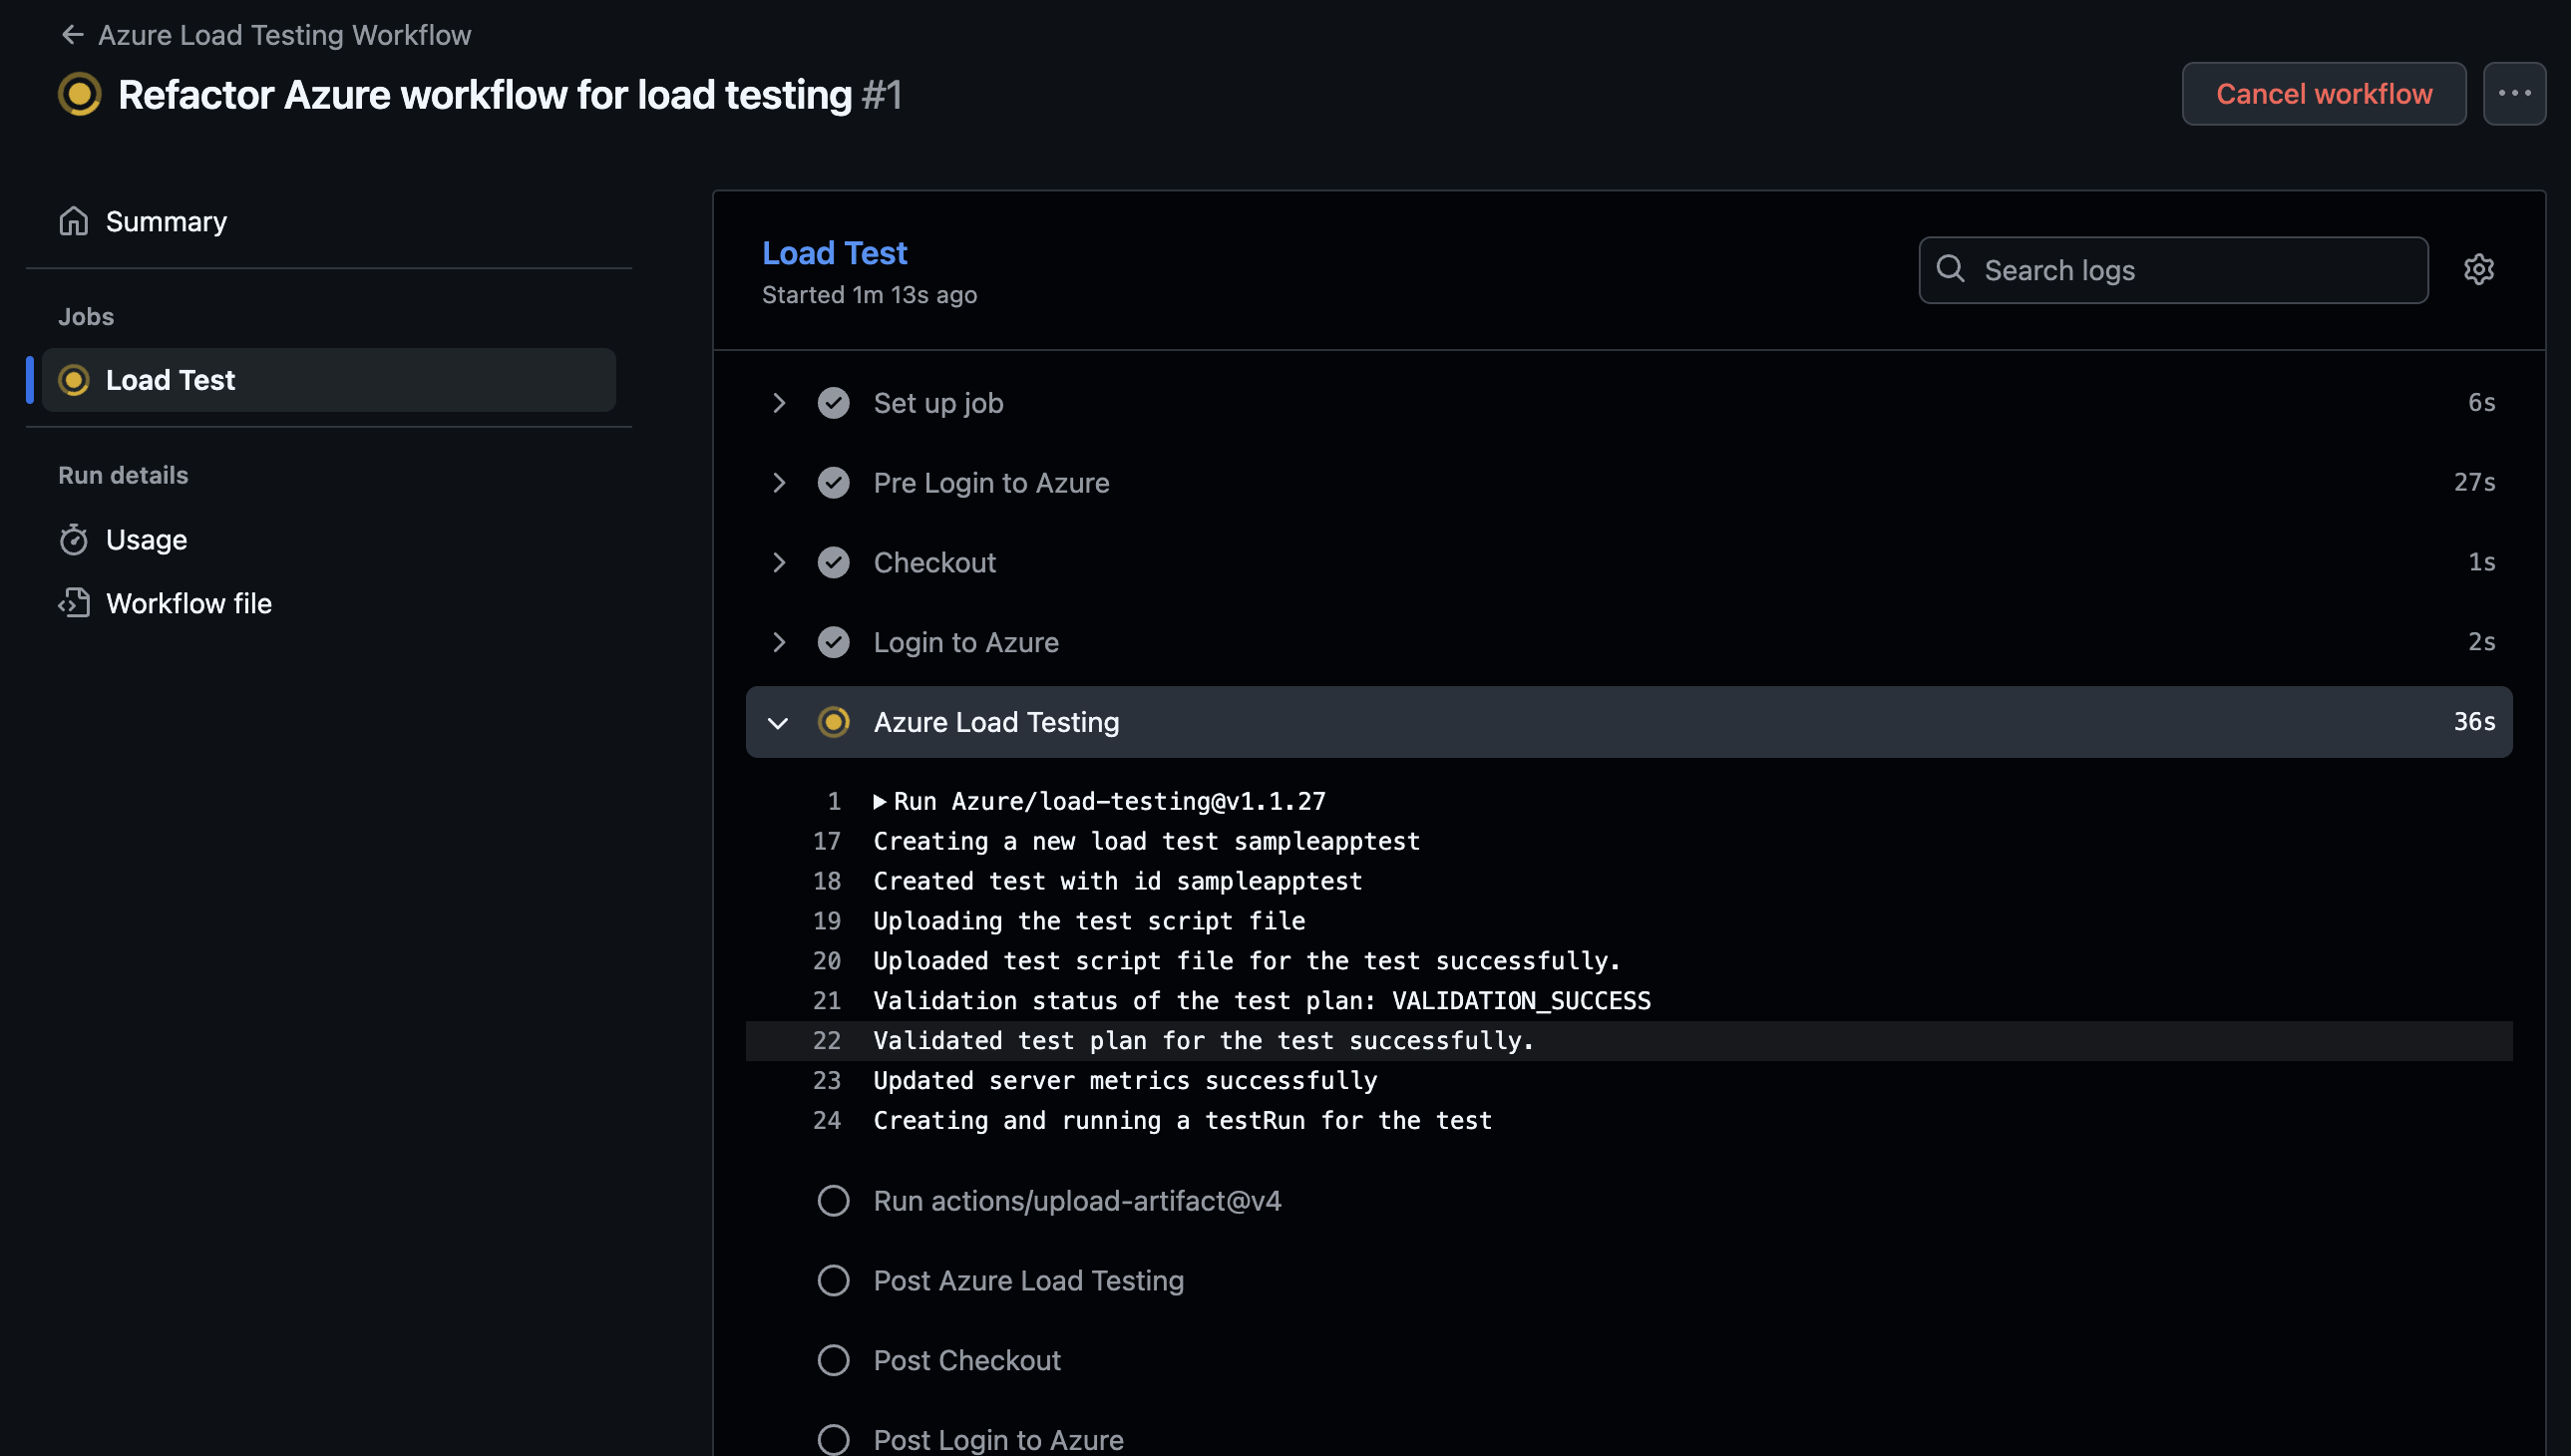 Azure Load Testing Workflow
Refactor Azure workflow for load testing #1
Cancel workflow
Summary
Jobs
Load Test
Run details
Usage
Workflow file
Load Test
Started 1m 13s ago
Search logs
Set up job 6s
Pre Login to Azure 27s
Checkout 1s
Login to Azure 2s
Azure Load Testing 36s
1 Run Azure/load-testing@v1.1.27
17 Creating a new load test sampleapptest
18 Created test with id sampleapptest
19 Uploading the test script file
20 Uploaded test script file for the test successfully.
21 Validation status of the test plan: VALIDATION_SUCCESS
22 Validated test plan for the test successfully.
23 Updated server metrics successfully
24 Creating and running a testRun for the test
Run actions/upload-artifact@v4
Post Azure Load Testing
Post Checkout
Post Login to Azure